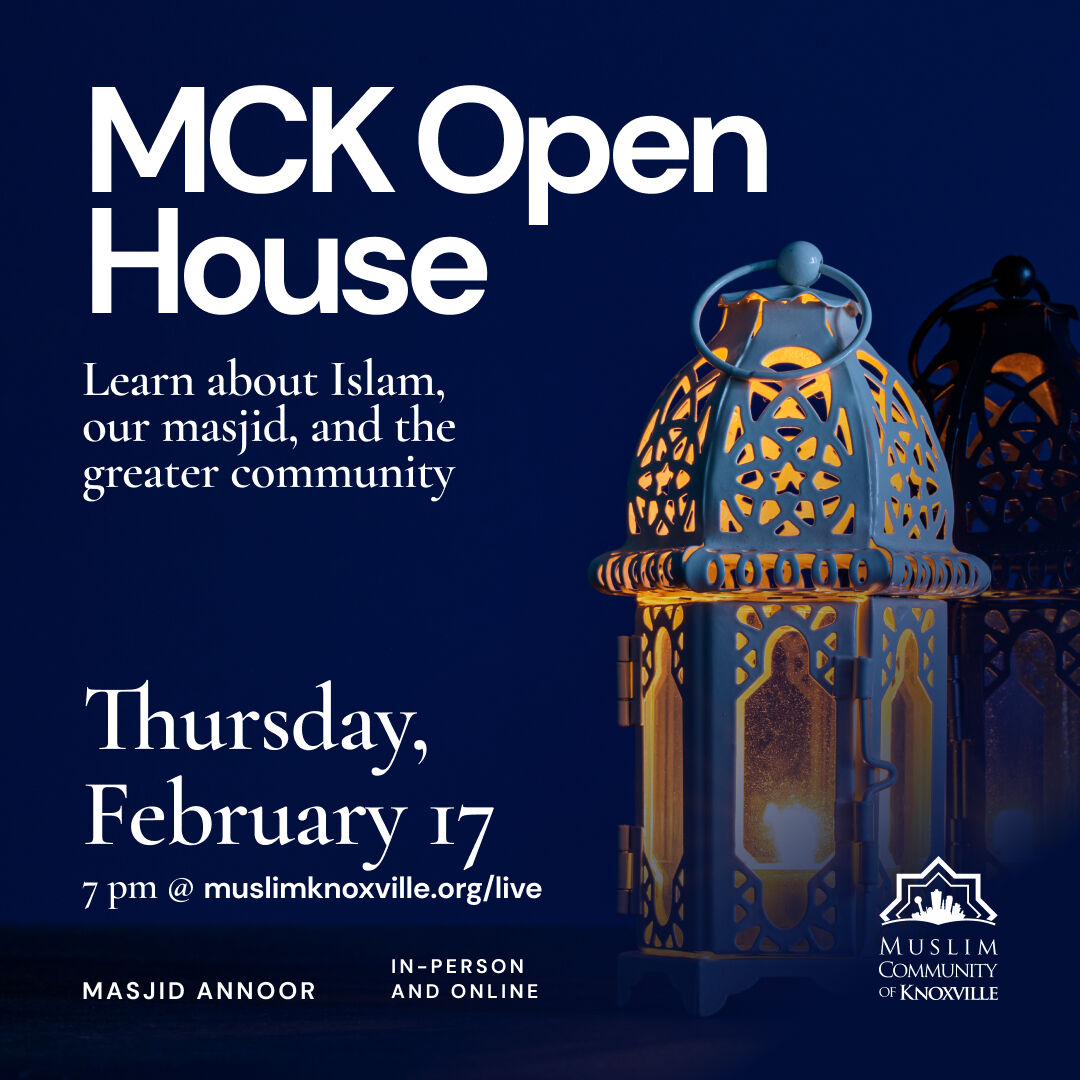 MCK Open
House
Learn about Islam,
our masjid, and the
greater community
Thursday,
February 17
7 pm @ muslimknoxville.org/live
MASJID ANNOOR
IN-PERSON
AND ONLINE
MUSLIM
COMMUNITY
OF KNOXVILLE